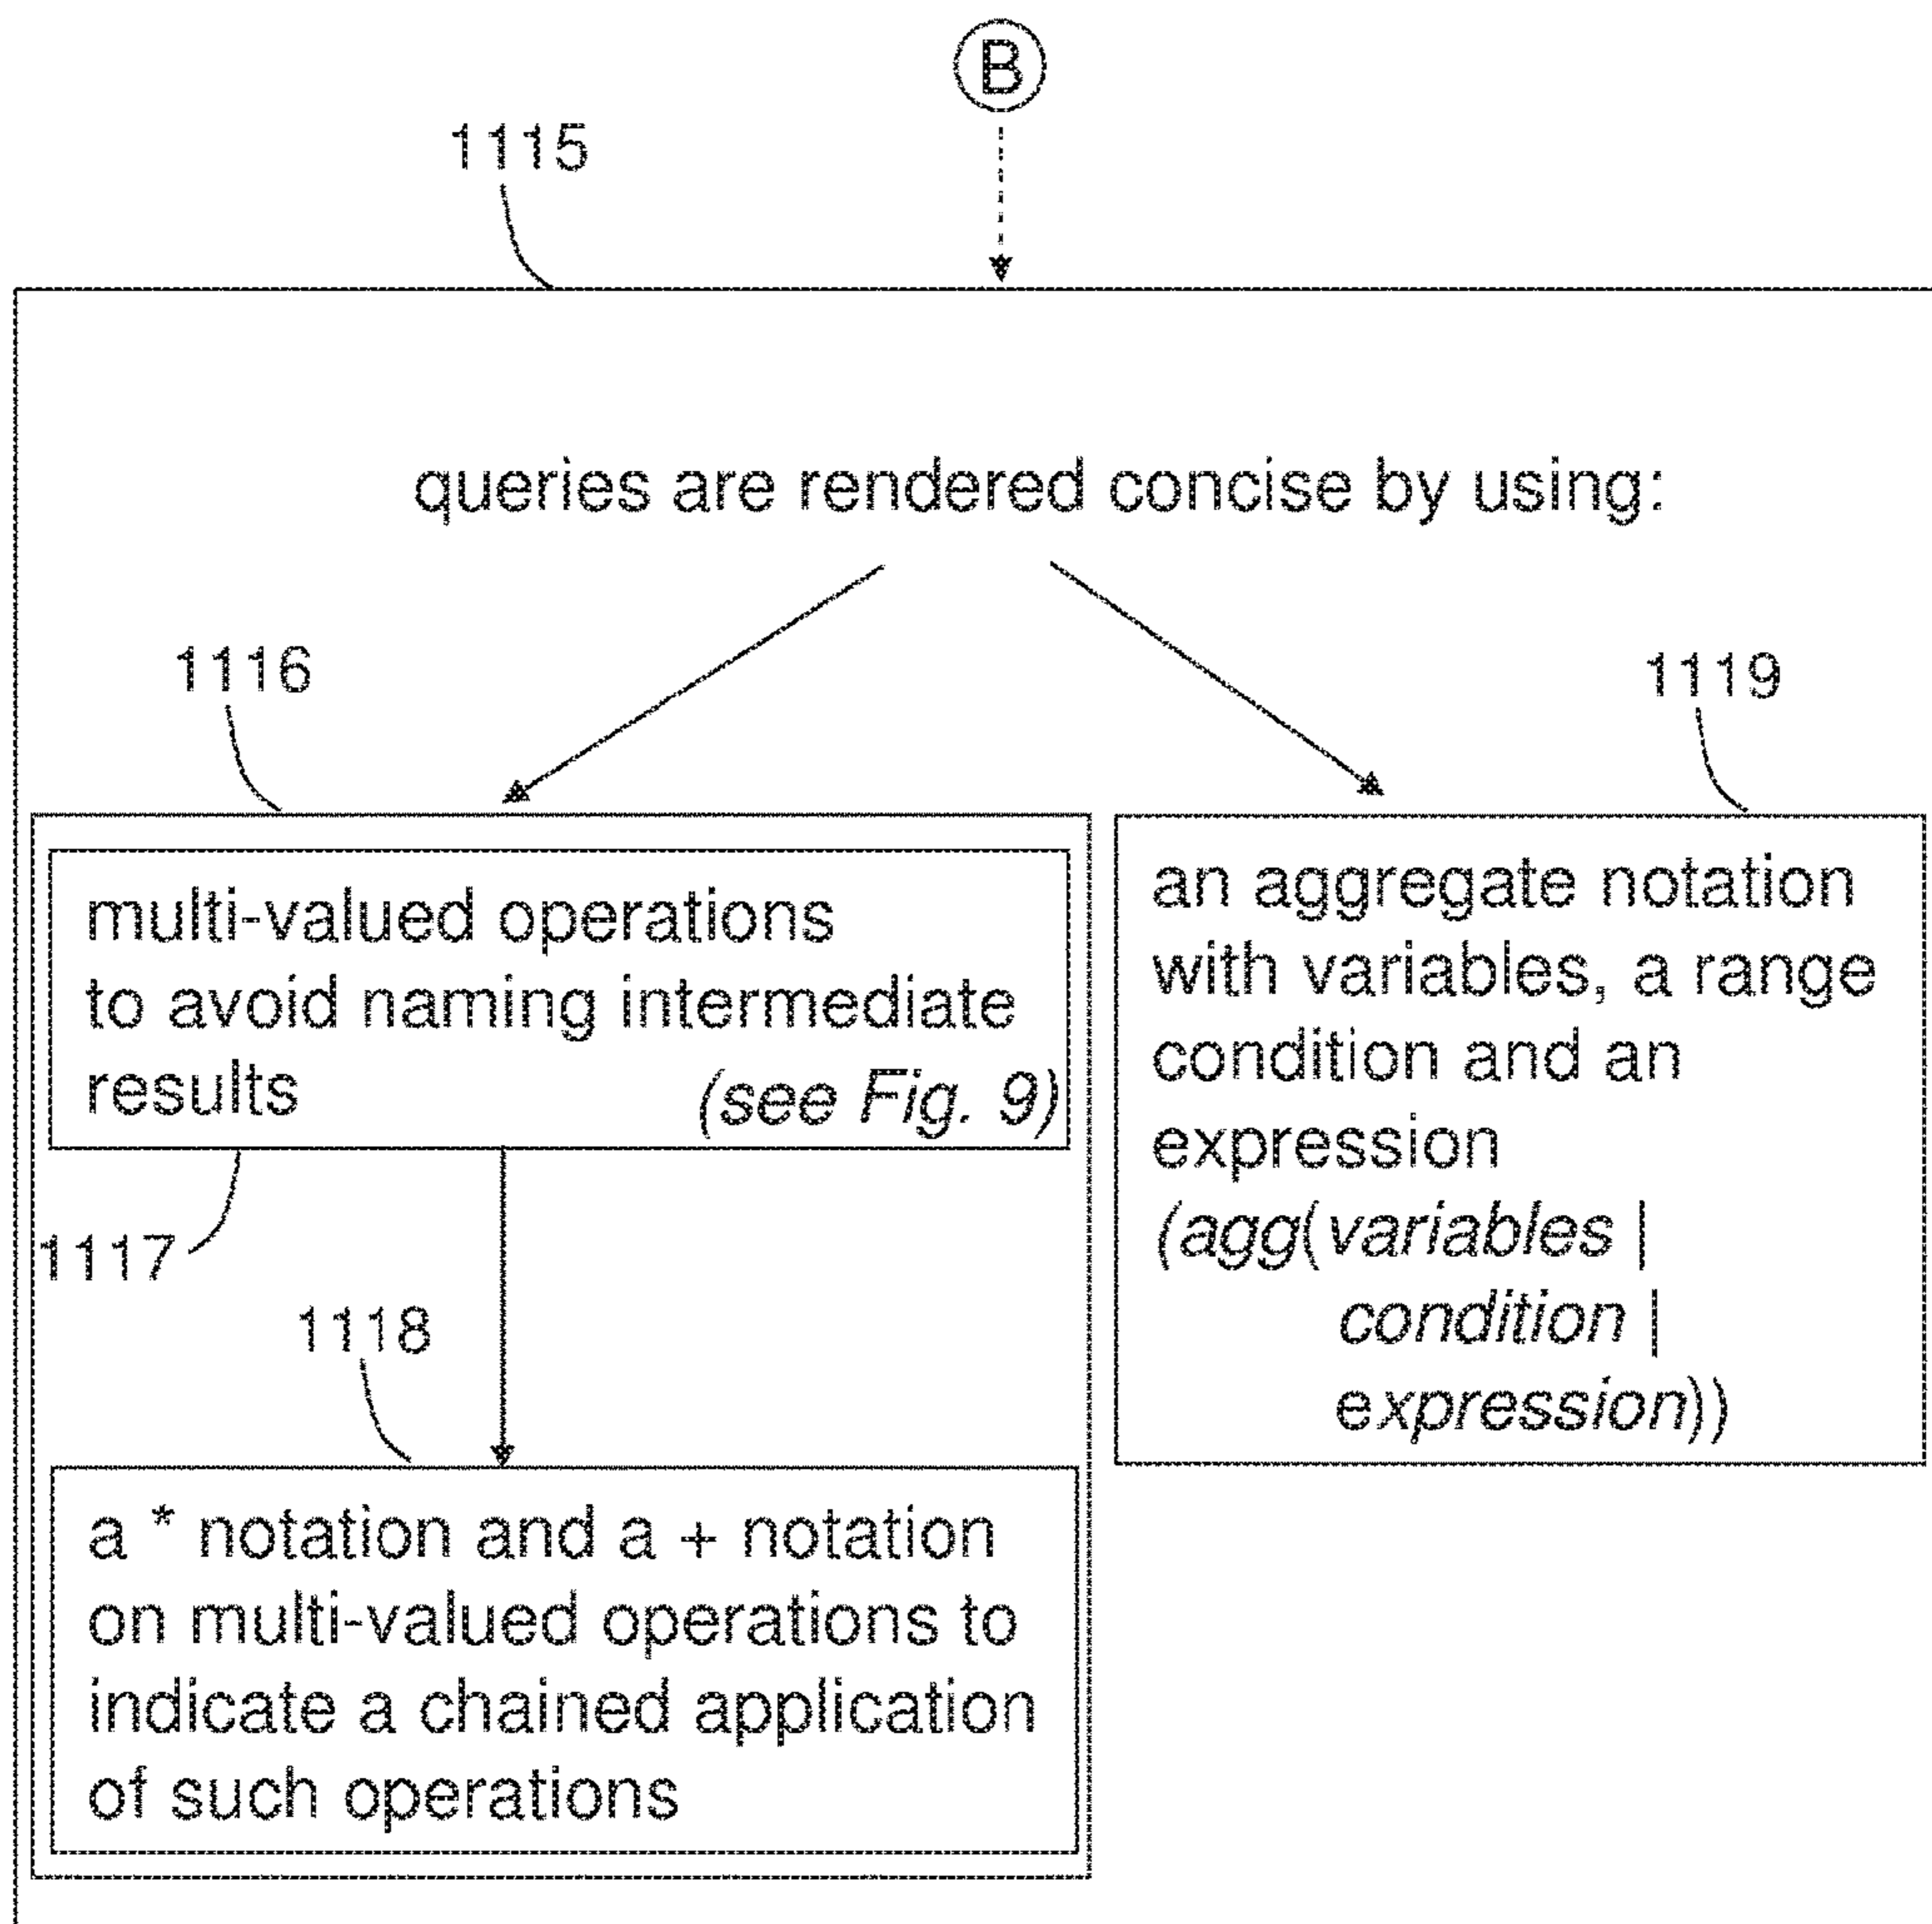 B
1115
queries are rendered concise by using:
1116
1119
multi-valued operations
to avoid naming intermediate
results (see Fig. 9)
an aggregate notation
with variables, a range
condition and an
expression
(agg(variables |
condition |
expression))
1117
1118
a * notation and a + notation
on multi-valued operations to
indicate a chained application
of such operations